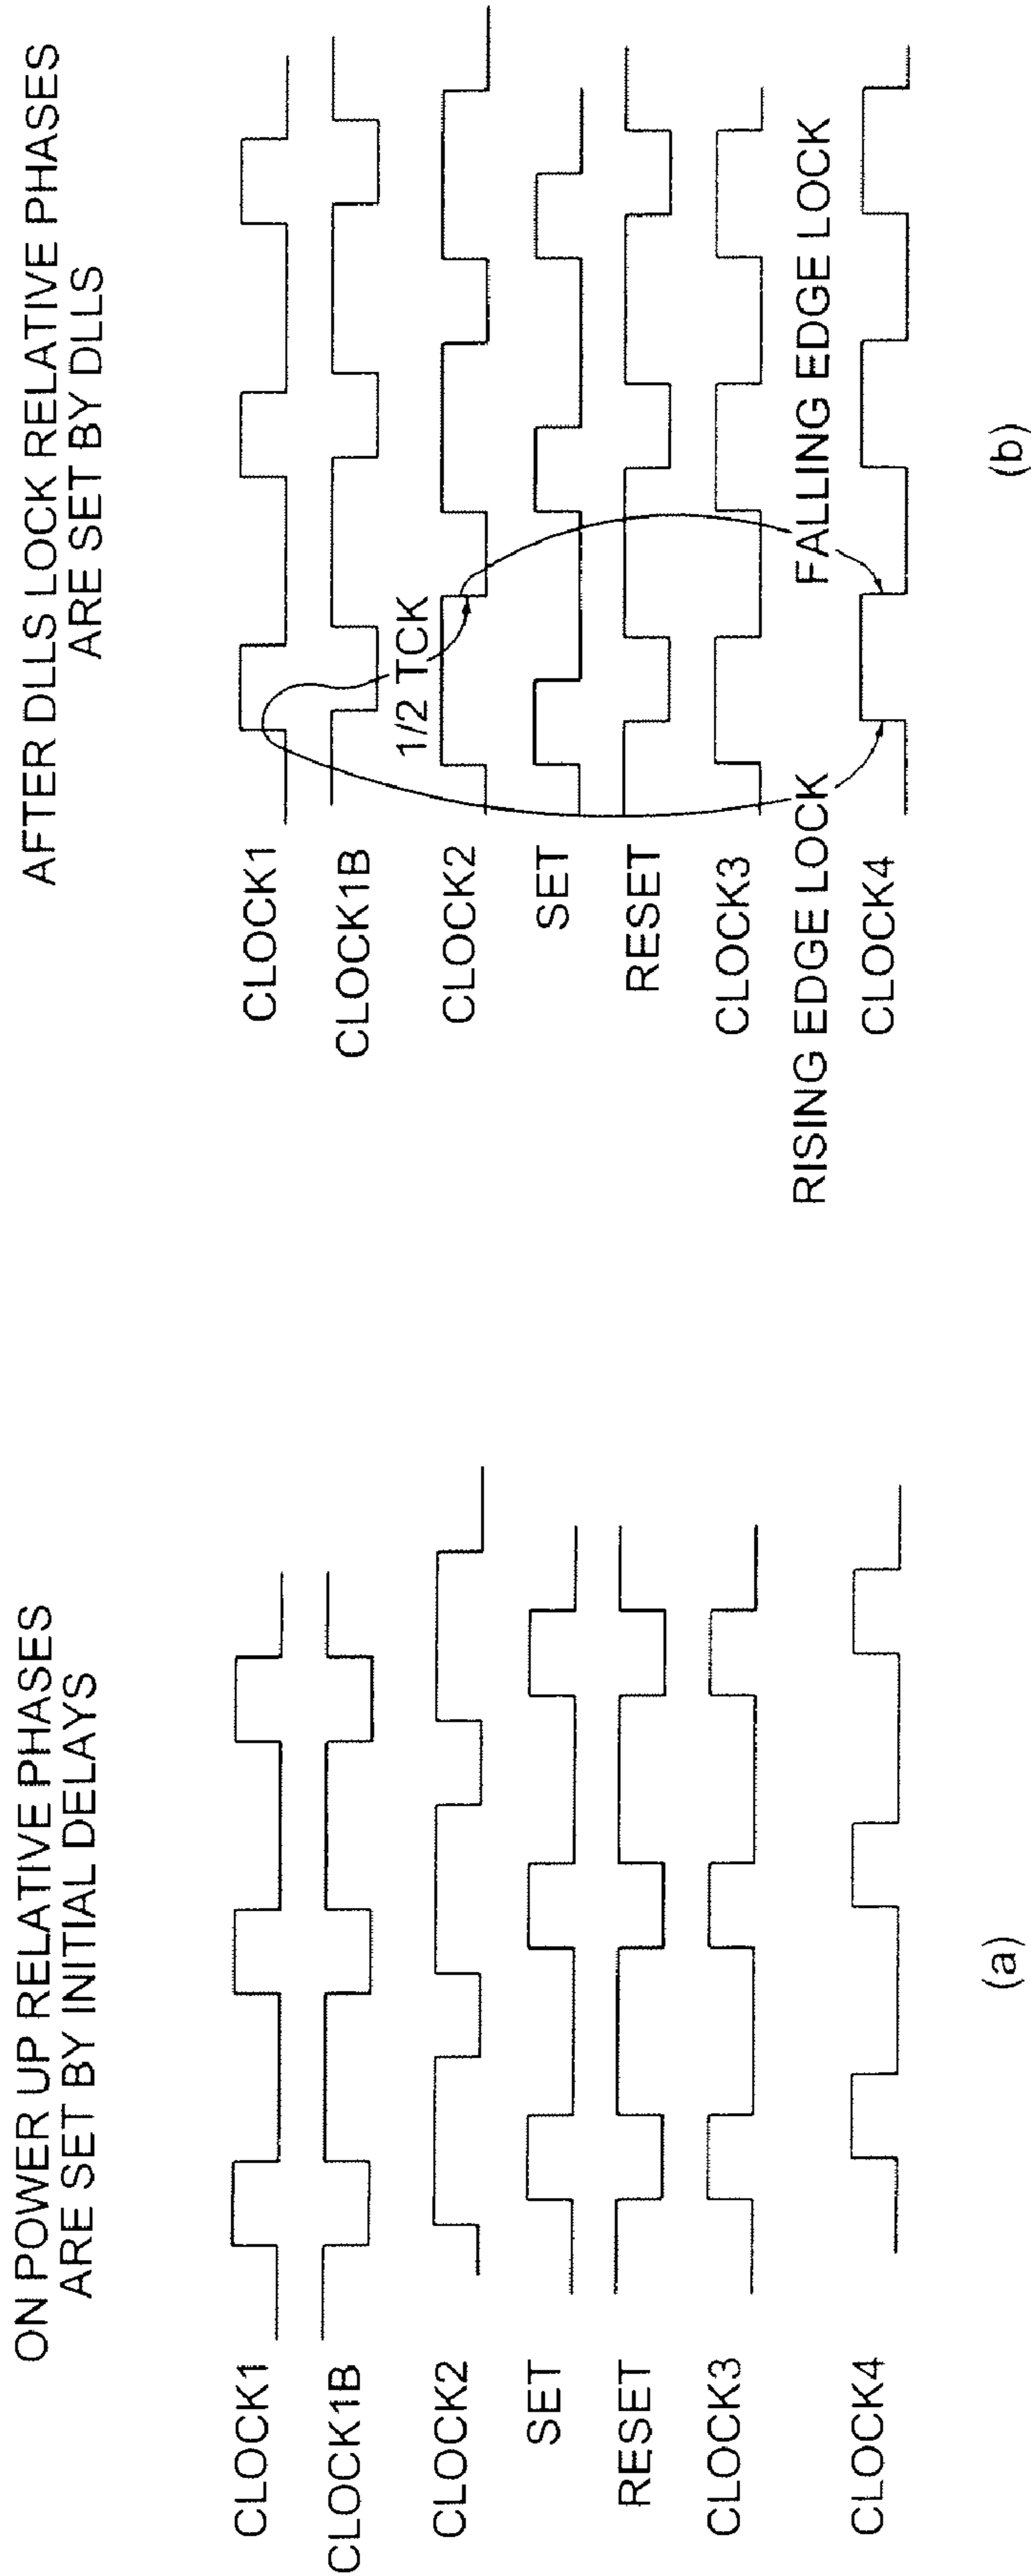 ON POWER UP RELATIVE PHASES
ARE SET BY INITIAL DELAYS
CLOCK1
CLOCK1B
CLOCK2
SET
RESET
CLOCK3
CLOCK4
(a)
AFTER DLLS LOCK RELATIVE PHASES
ARE SET BY DLLS
CLOCK1
CLOCK1B
1/2 TCK
CLOCK2
SET
RESET
CLOCK3
RISING EDGE LOCK
FALLING EDGE LOCK
CLOCK4
(b)